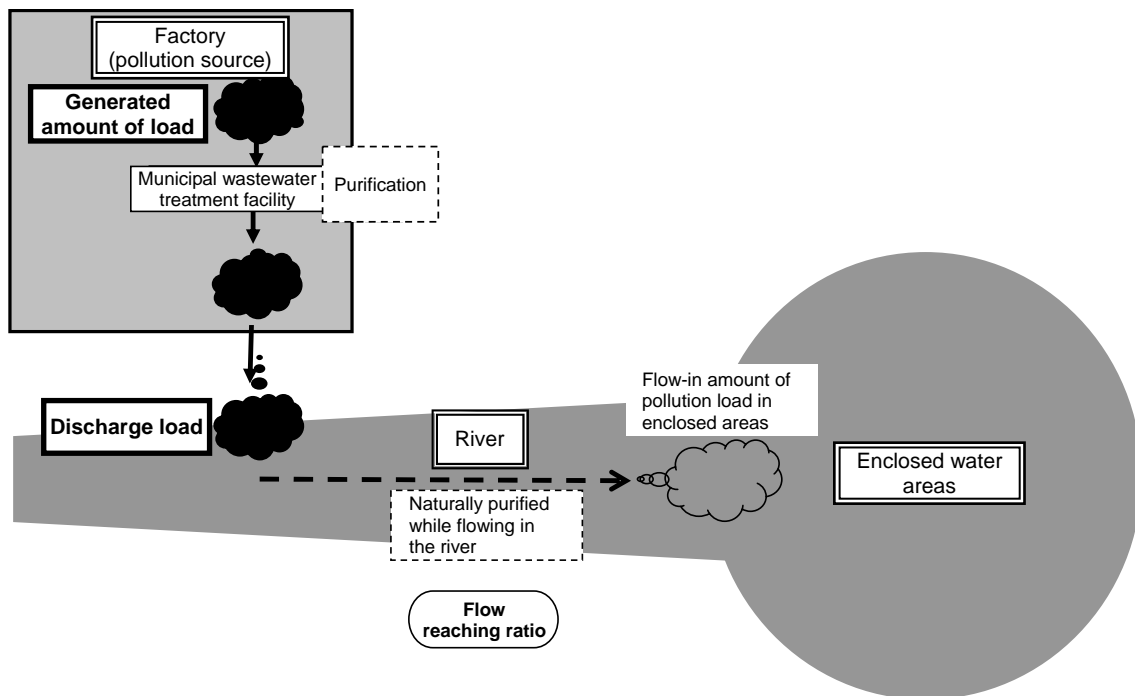 Factory
(pollution source)
Generated
amount of load
Municipal wastewater
treatment facility
Purification
Discharge load
River
Flow-in amount of
pollution load in
enclosed areas
Enclosed water
areas
Naturally purified
while flowing in
the river
Flow
reaching ratio